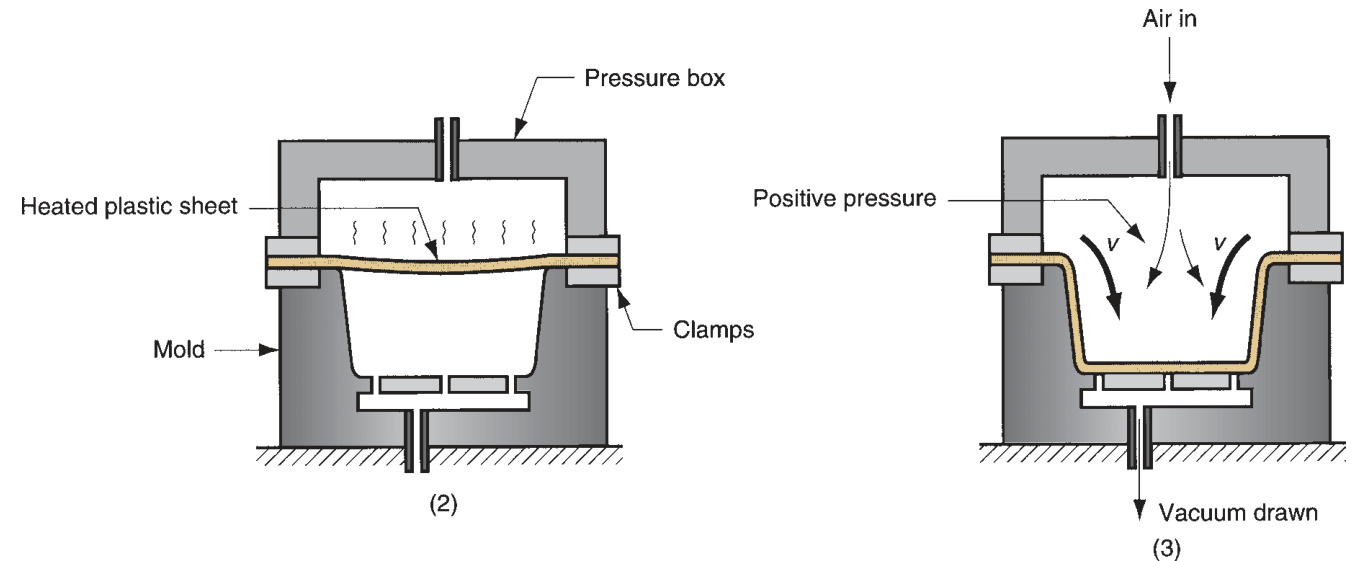 Pressure box
Heated plastic sheet
Clamps
Mold
(2)
Air in
Positive pressure
v
v
Vacuum drawn
(3)